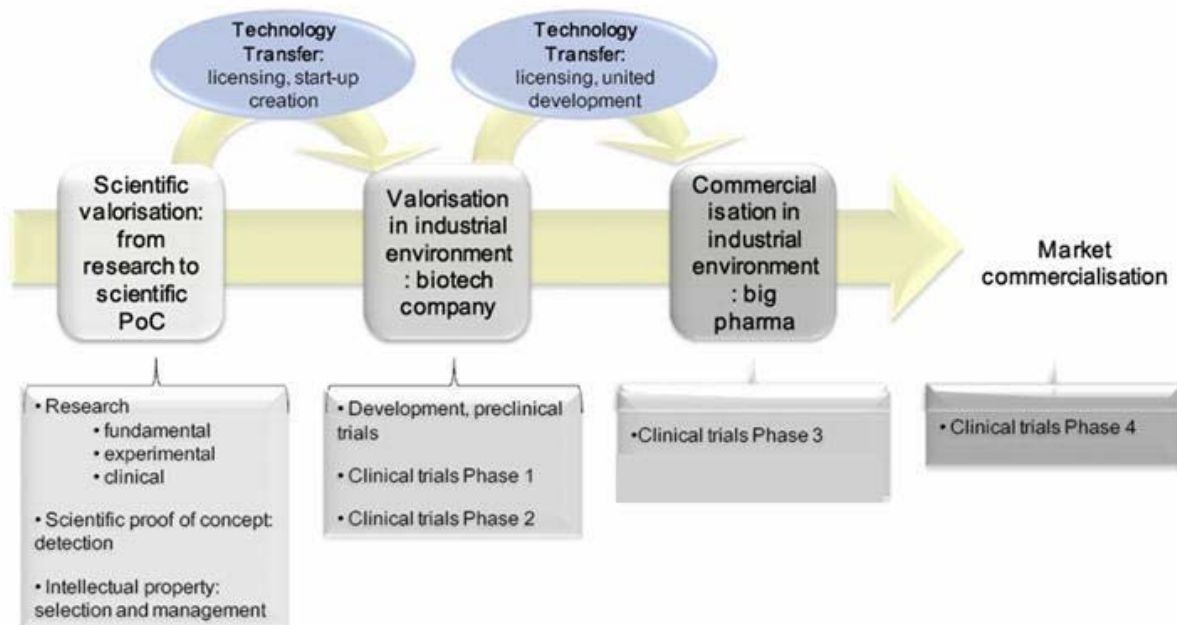 Technology
Transfer:
licensing, start-up
creation
Technology
Transfer:
licensing, united
development
Scientific
valorisation:
from
research to
scientific
PoC
Valorisation
in industrial
environment
: biotech
company
Commercial
isation in
industrial
environment
: big
pharma
Market
commercialisation
• Research
• fundamental
• experimental
• clinical
• Scientific proof of concept:
detection
• Intellectual property:
selection and management
• Development, preclinical
trials
• Clinical trials Phase 1
• Clinical trials Phase 2
•Clinical trials Phase 3
• Clinical trials Phase 4